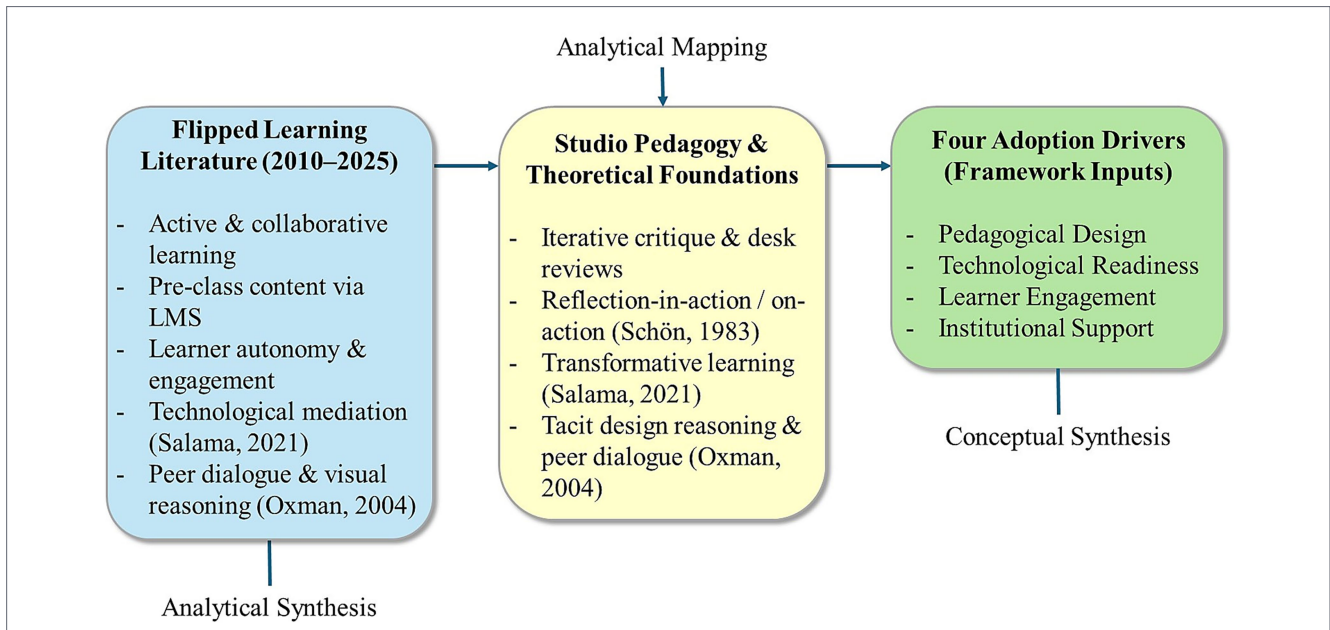 Analytical Mapping
Flipped Learning
Literature (2010–2025)
- Active & collaborative
learning
- Pre-class content via
LMS
- Learner autonomy &
engagement
- Technological mediation
(Salama, 2021)
- Peer dialogue & visual
reasoning (Oxman, 2004)
Analytical Synthesis
Studio Pedagogy &
Theoretical Foundations
- Iterative critique & desk
reviews
- Reflection-in-action / on-
action (Schön, 1983)
- Transformative learning
(Salama, 2021)
- Tacit design reasoning &
peer dialogue (Oxman,
2004)
Four Adoption Drivers
(Framework Inputs)
- Pedagogical Design
- Technological Readiness
- Learner Engagement
- Institutional Support
Conceptual Synthesis